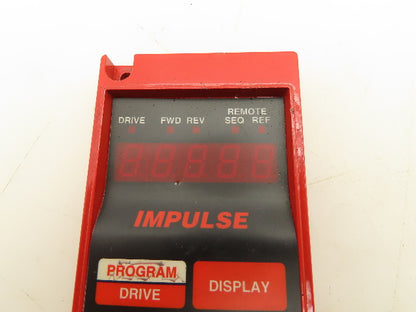 REMOTE
DRIVE FWD REV SEQ REF
IMPULSE
PROGRAM
DRIVE
DISPLAY